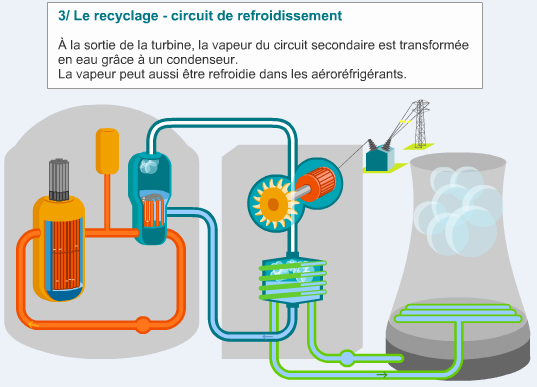 3/ Le recyclage - circuit de refroidissement
À la sortie de la turbine, la vapeur du circuit secondaire est transformée
en eau grâce à un condenseur.
La vapeur peut aussi être refroidie dans les aéroréfrigérants.